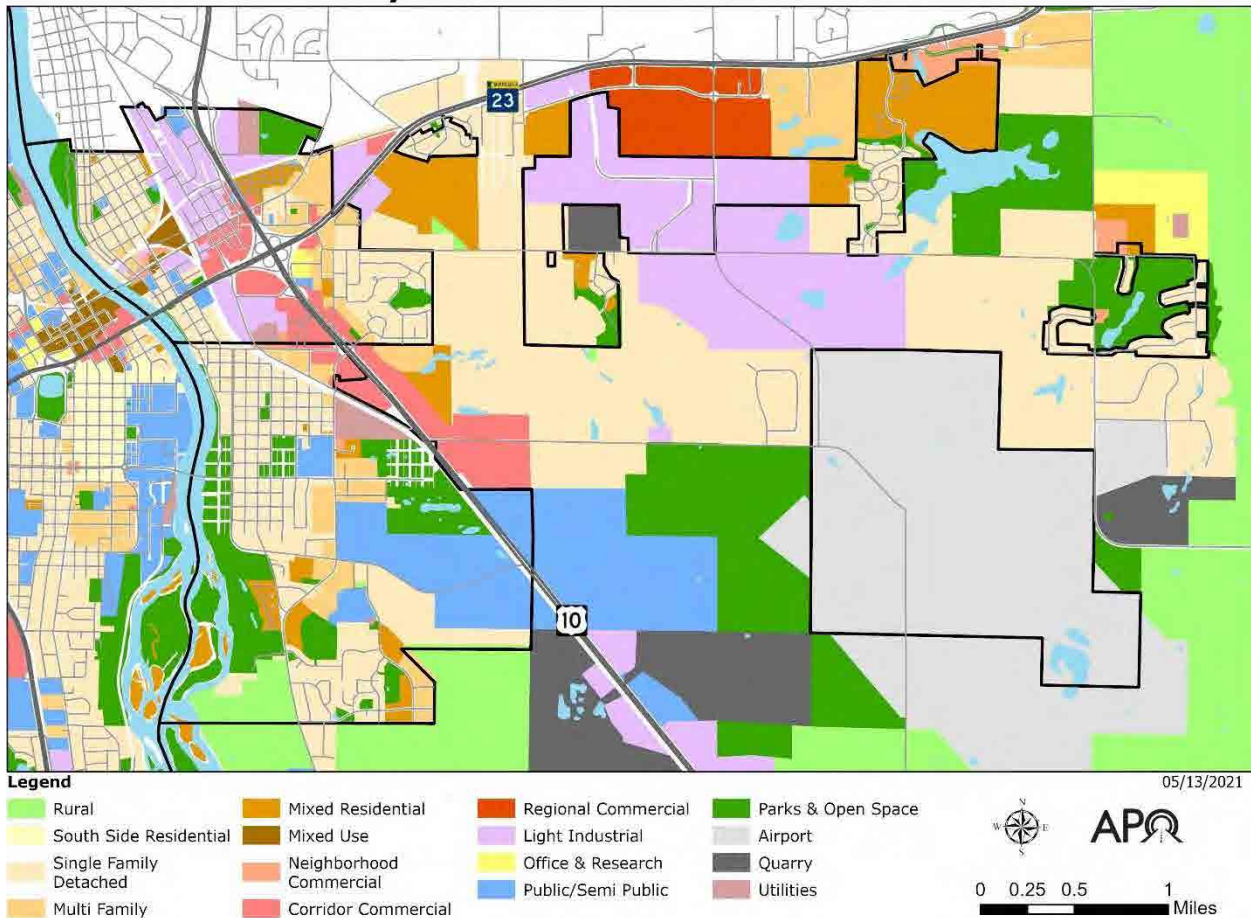 23
10
Legend
05/13/2021
Rural
South Side Residential
Single Family
Detached
Multi Family
Mixed Residential
Mixed Use
Neighborhood
Commercial
Corridor Commercial
Regional Commercial
Light Industrial
Office & Research
Public/Semi Public
Parks & Open Space
Airport
Quarry
Utilities
N
W E
S
APO
0 0.25 0.5 1
Miles